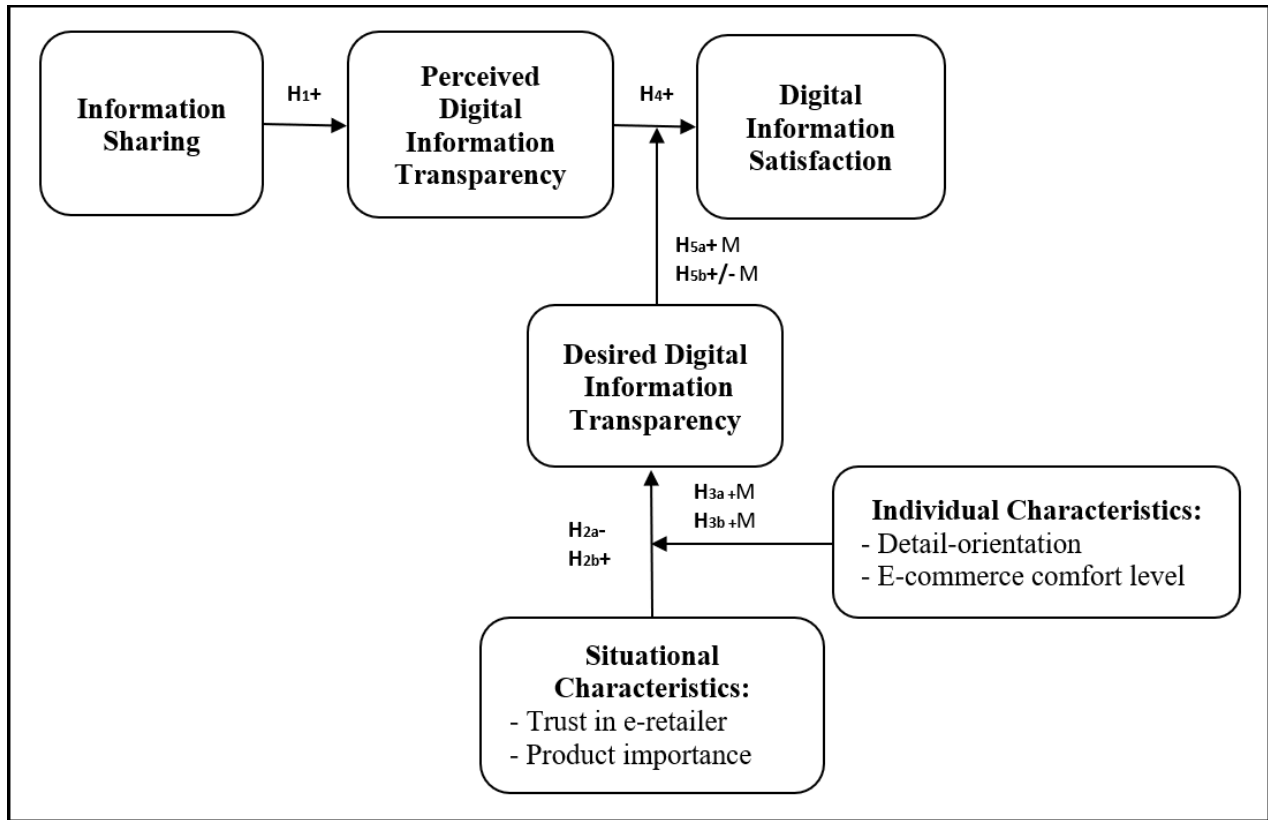 Information
Sharing
H1+
Perceived
Digital
Information
Transparency
H4+
Digital
Information
Satisfaction
H5a+ M
H5b+/- M
Desired Digital
Information
Transparency
H3a +M
H3b +M
H2a-
H2b+
Individual Characteristics:
- Detail-orientation
- E-commerce comfort level
Situational
Characteristics:
- Trust in e-retailer
- Product importance